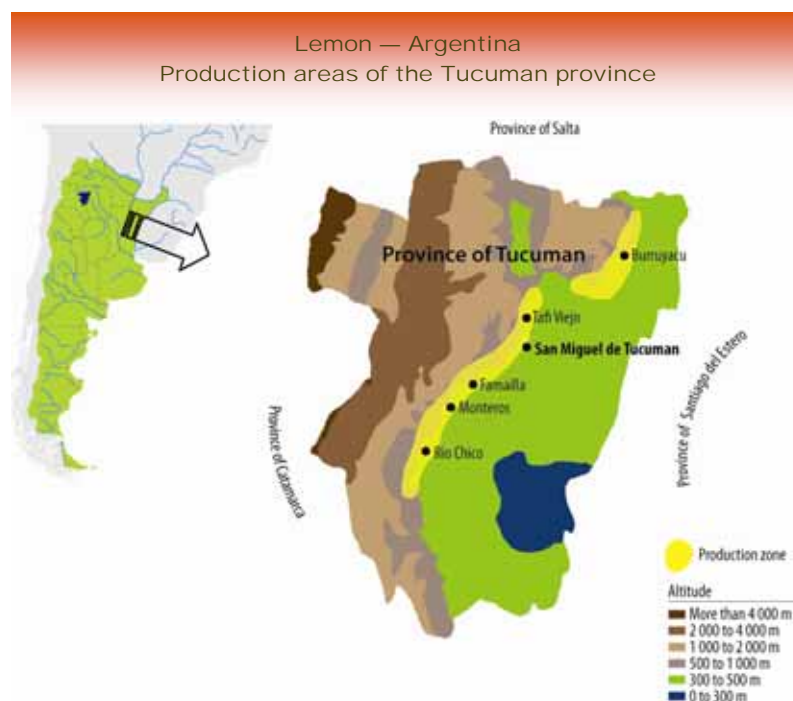 Lemon — Argentina
Production areas of the Tucuman province
Province of Salta
Province of Tucuman
Burruyacu
Tafi Viejo
San Miguel de Tucuman
Famailla
Monteros
Rio Chico
Province of Catamarca
Province of Santiago del Estero
Production zone
Altitude
More than 4 000 m
2 000 to 4 000 m
1 000 to 2 000 m
500 to 1 000 m
300 to 500 m
0 to 300 m